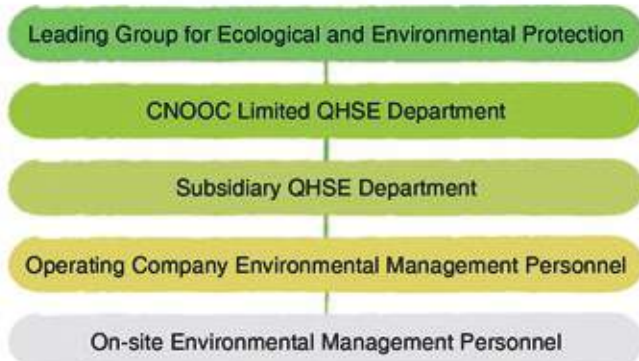 Leading Group for Ecological and Environmental Protection
CNOOC Limited QHSE Department
Subsidiary QHSE Department
Operating Company Environmental Management Personnel
On-site Environmental Management Personnel